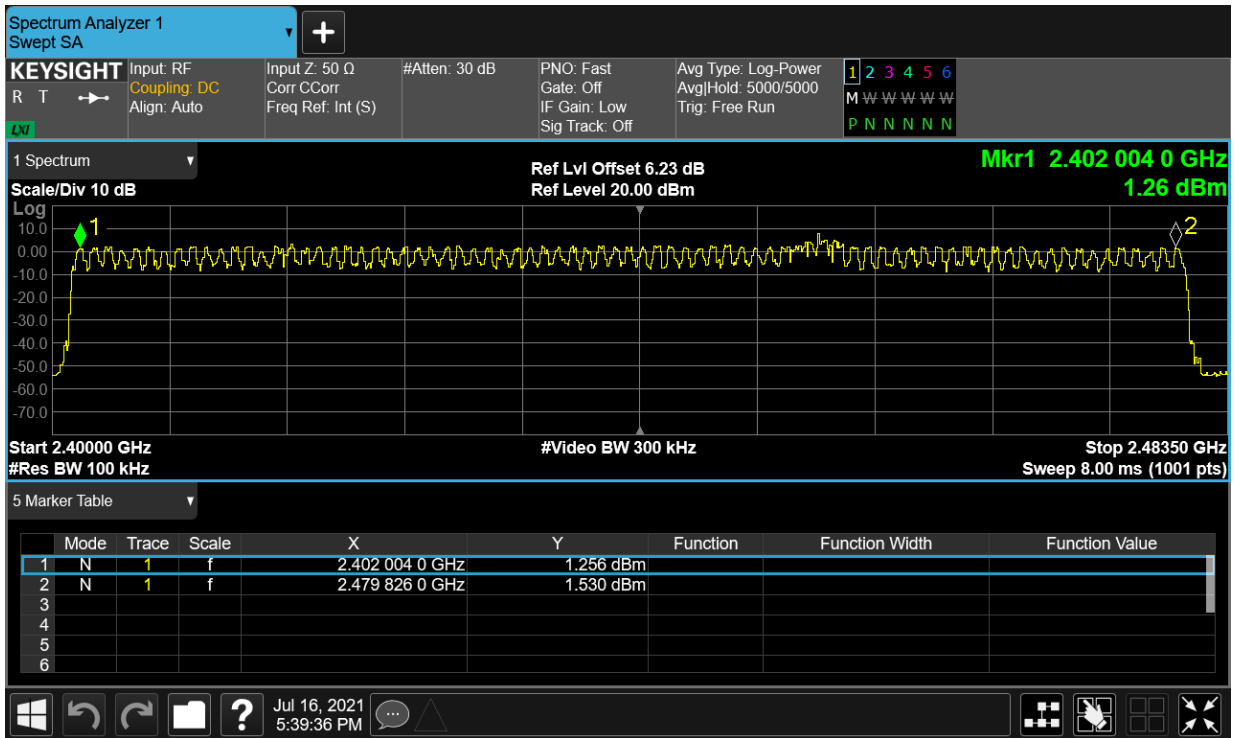 Spectrum Analyzer 1
Swept SA
+
KEYSIGHT
R T
LXI
Input: RF
Coupling: DC
Align: Auto
Input Z: 50 Ω
Corr CCorr
Freq Ref: Int (S)
#Atten: 30 dB
PNO: Fast
Gate: Off
IF Gain: Low
Sig Track: Off
Avg Type: Log-Power
Avg|Hold: 5000/5000
Trig: Free Run
1 2 3 4 5 6
M W W W W W
P N N N N N
1 Spectrum
Scale/Div 10 dB
Ref Lvl Offset 6.23 dB
Ref Level 20.00 dBm
Mkr1 2.402 004 0 GHz
1.26 dBm
Log
10.0
0.00
-10.0
-20.0
-30.0
-40.0
-50.0
-60.0
-70.0
1
2
Start 2.40000 GHz
#Res BW 100 kHz
#Video BW 300 kHz
Stop 2.48350 GHz
Sweep 8.00 ms (1001 pts)
5 Marker Table
Mode Trace Scale X Y Function Function Width Function Value
1 N 1 f 2.402 004 0 GHz 1.256 dBm
2 N 1 f 2.479 826 0 GHz 1.530 dBm
3
4
5
6
?
Jul 16, 2021
5:39:36 PM